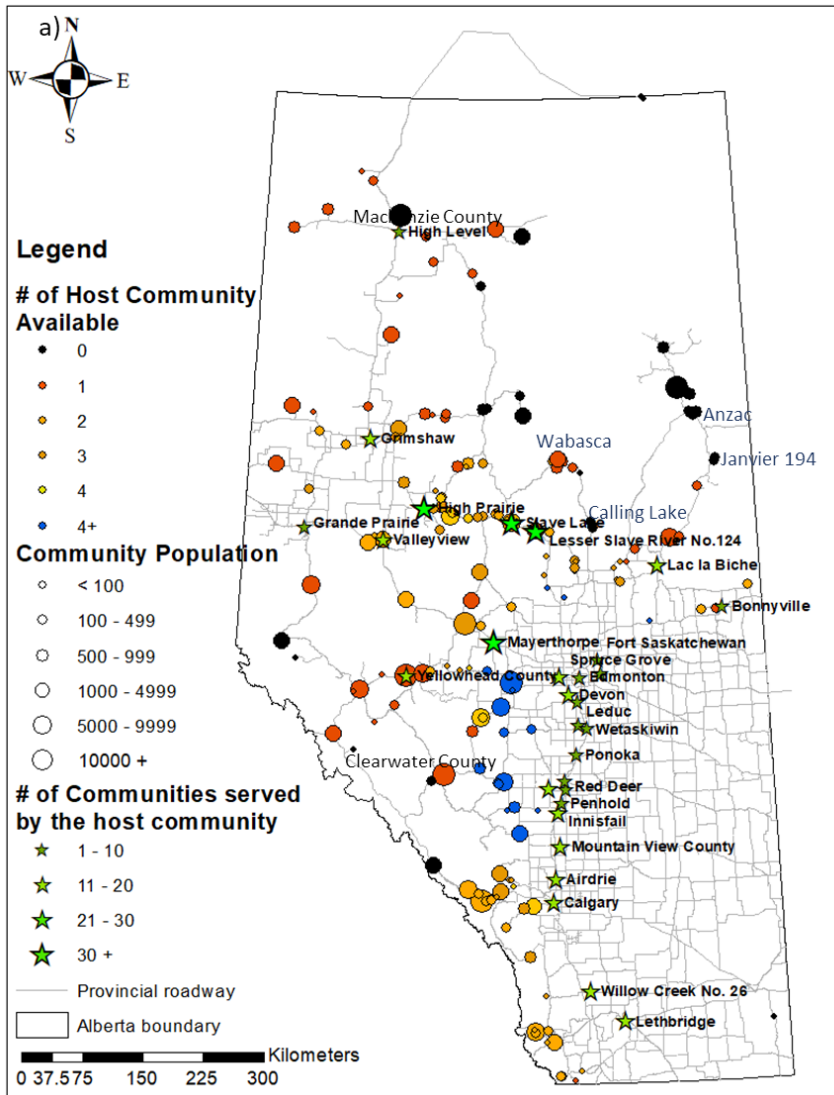 a)
N
W
E
S
Mackenzie County
High Level
Legend
# of Host Community
Available
0
1
2
3
4
4+
Community Population
< 100
100 - 499
500 - 999
1000 - 4999
5000 - 9999
10000 +
# of Communities served
by the host community
1 - 10
11 - 20
21 - 30
30 +
Provincial roadway
Alberta boundary
Kilometers
0 37.575 150 225 300
Grimshaw
Anzac
Wabasca
Janvier 194
High Prairie
Calling Lake
Grande Prairie
Slave Lake
Valleyview
Lesser Slave River No.124
Lac la Biche
Bonnyville
Mayerthorpe
Fort Saskatchewan
Spruce Grove
Yellowhead County
Edmonton
Devon
Leduc
Wetaskiwin
Ponoka
Clearwater County
Red Deer
Penhold
Innisfail
Mountain View County
Airdrie
Calgary
Willow Creek No. 26
Lethbridge